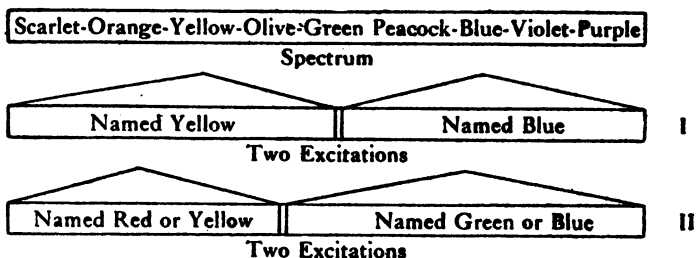 Scarlet-Orange-Yellow-Olive-Green Peacock-Blue-Violet-Purple
Spectrum
Named Yellow Named Blue I
Two Excitations
Named Red or Yellow Named Green or Blue II
Two Excitations